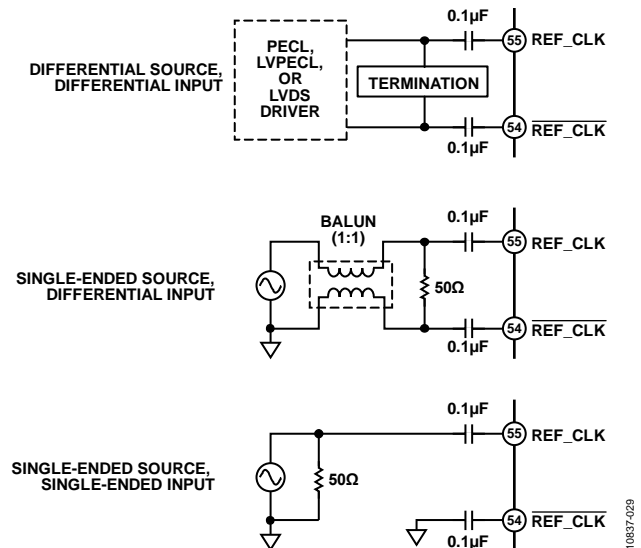 DIFFERENTIAL SOURCE,
DIFFERENTIAL INPUT
PECL,
LVPECL,
OR
LVDS
DRIVER
TERMINATION
0.1µF
55 REF_CLK
54 REF_CLK
0.1µF
SINGLE-ENDED SOURCE,
DIFFERENTIAL INPUT
BALUN
(1:1)
50Ω
0.1µF
55 REF_CLK
54 REF_CLK
0.1µF
SINGLE-ENDED SOURCE,
SINGLE-ENDED INPUT
50Ω
0.1µF
55 REF_CLK
54 REF_CLK
0.1µF
10837-029